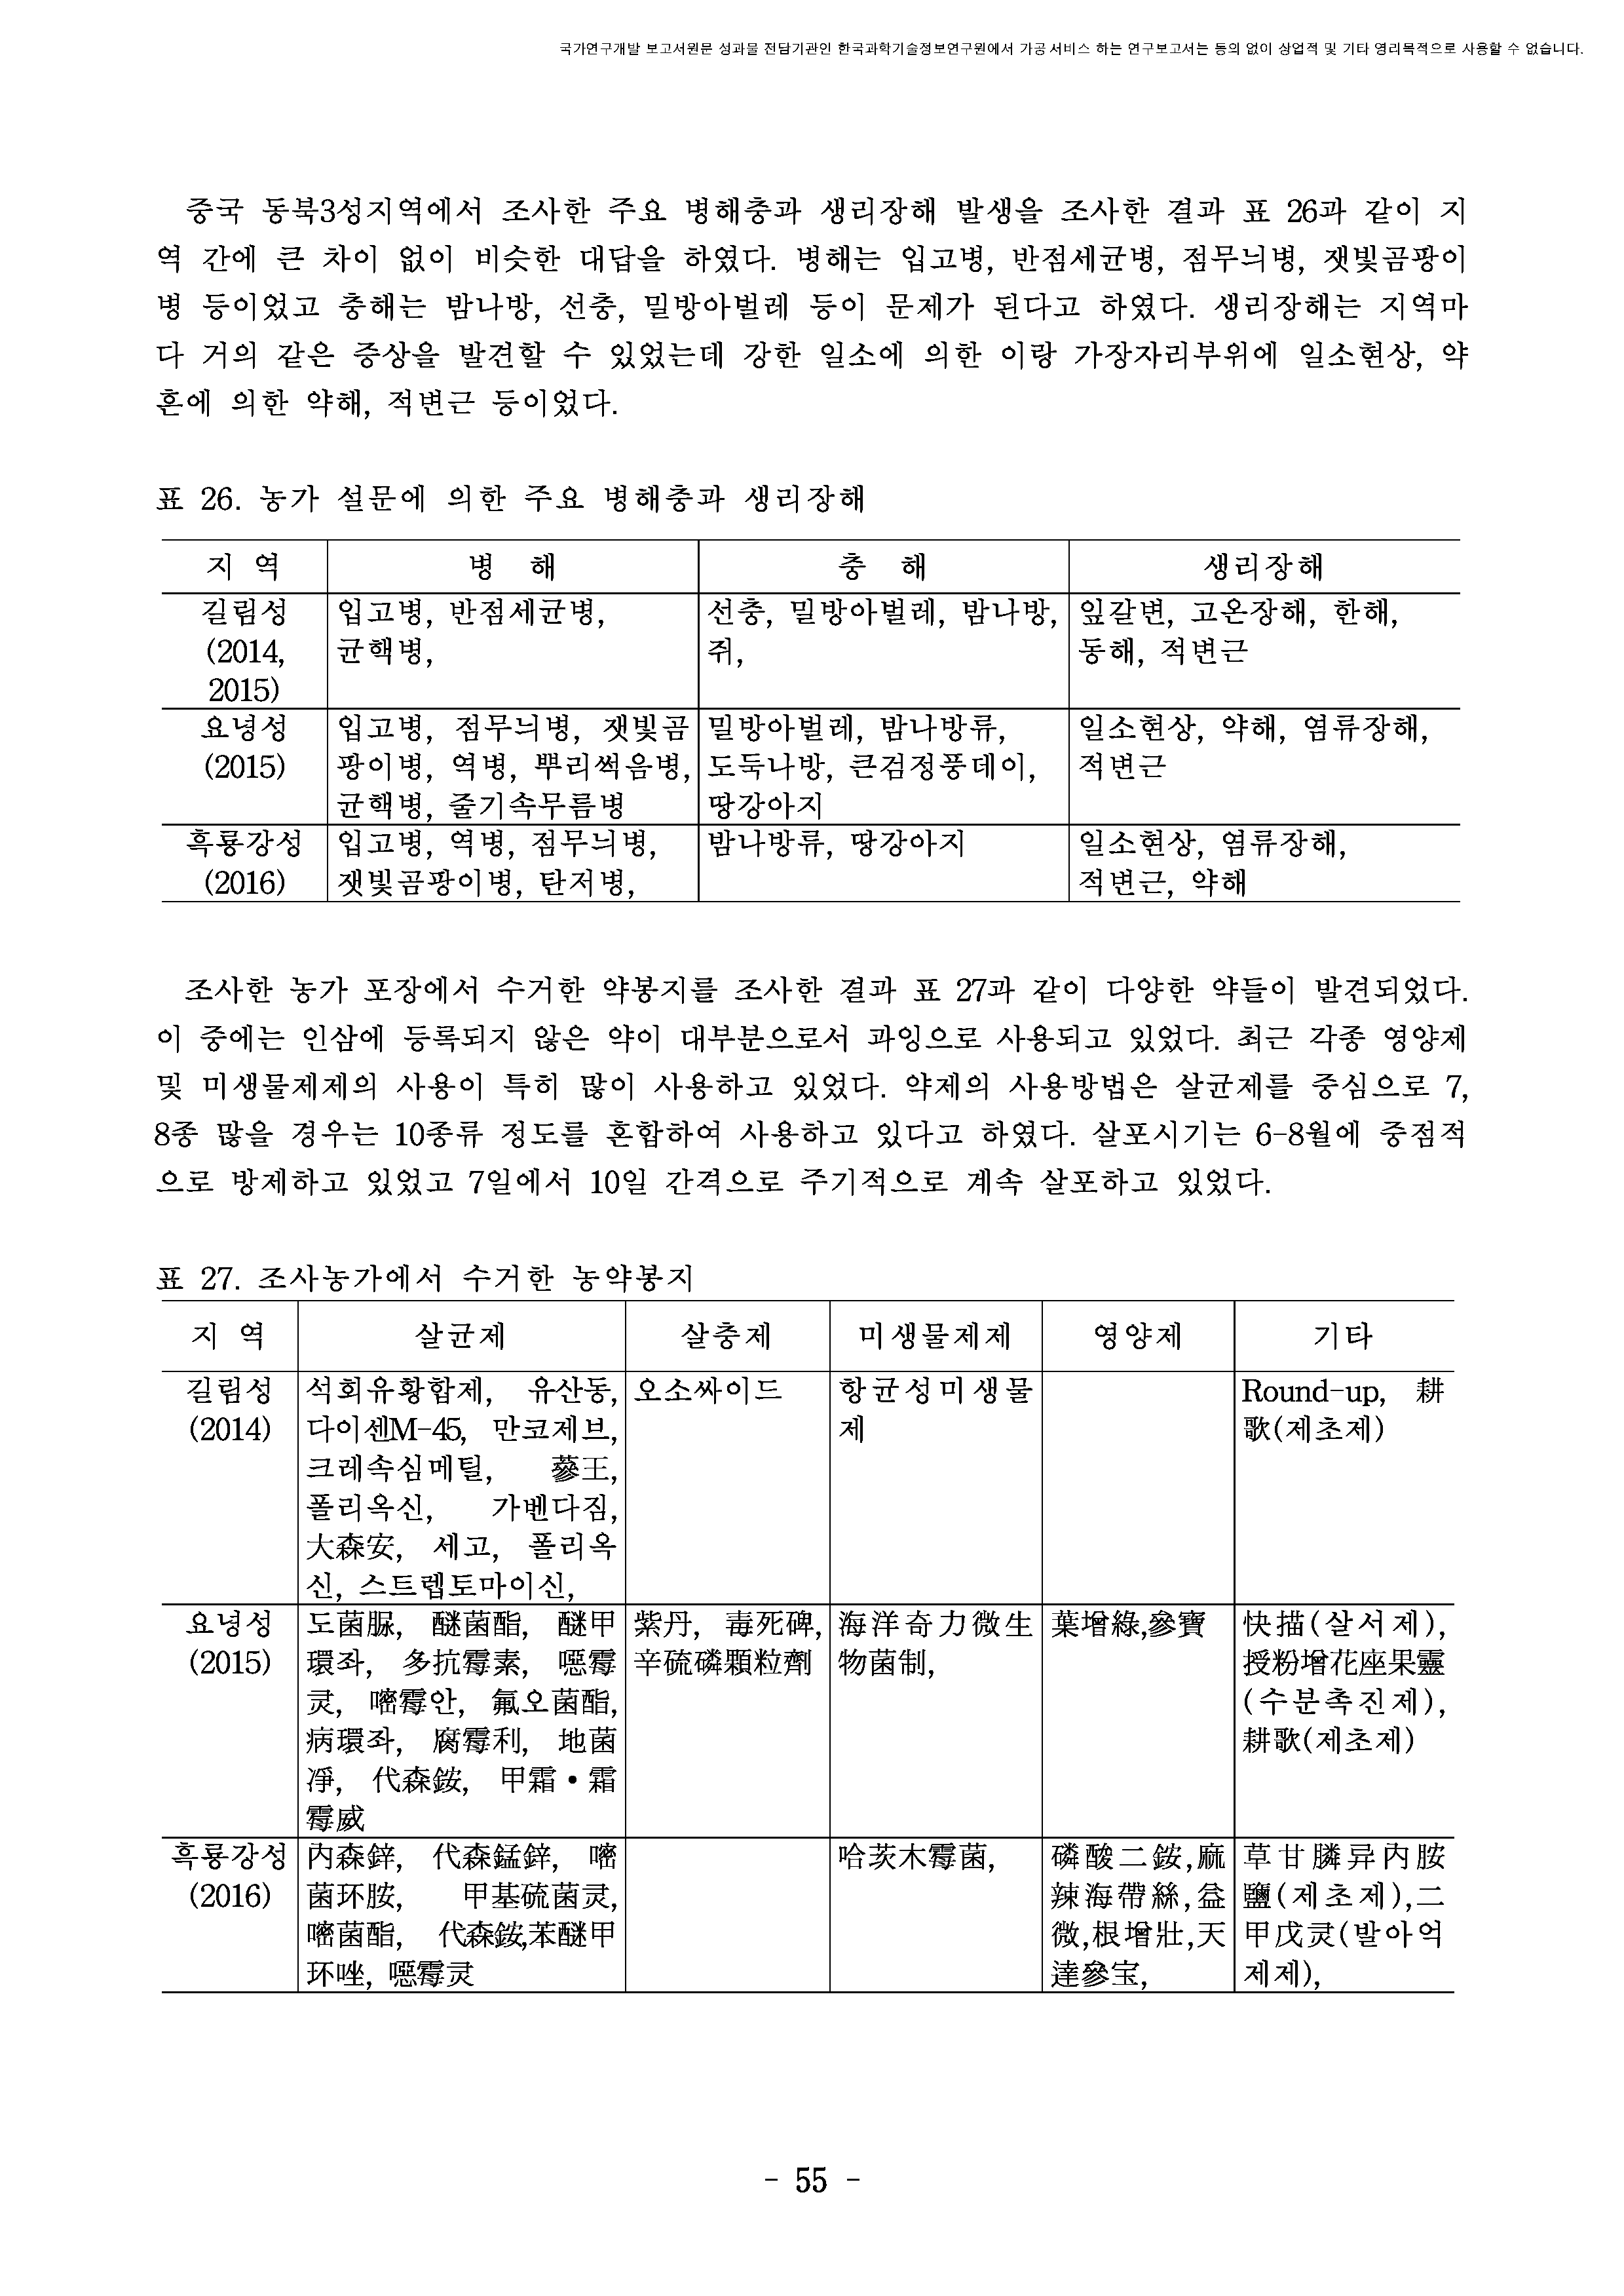 국가연구개발 보고서원문 성과물 전담기관인 한국과학기술정보연구원에서 가공·서비스 하는 연구보고서는 동의 없이 상업적 및 기타 영리목적으로 사용할 수 없습니다.
중국 동북3성지역에서 조사한 주요 병해충과 생리장해 발생을 조사한 결과 표 26과 같이 지
역 간에 큰 차이 없이 비슷한 대답을 하였다. 병해는 입고병, 반점세균병, 점무늬병, 잿빛곰팡이
병 등이었고 충해는 밤나방, 선충, 밀방아벌레 등이 문제가 된다고 하였다. 생리장해는 지역마
다 거의 같은 증상을 발견할 수 있었는데 강한 일소에 의한 이랑 가장자리부위에 일소현상, 약
흔에 의한 약해, 적변근 등이었다.
표 26. 농가 설문에 의한 주요 병해충과 생리장해
지 역 병 해 충 해 생리장해
길림성 입고병, 반점세균병, 선충, 밀방아벌레, 밤나방, 잎갈변, 고온장해, 한해,
(2014, 균핵병, 쥐, 동해, 적변근
2015)
요녕성 입고병, 점무늬병, 잿빛곰 밀방아벌레, 밤나방류, 일소현상, 약해, 염류장해,
(2015) 팡이병, 역병, 뿌리썩음병, 도둑나방, 큰검정풍뎅이, 적변근
균핵병, 줄기속무름병 땅강아지
흑룡강성 입고병, 역병, 점무늬병, 밤나방류, 땅강아지 일소현상, 염류장해,
(2016) 잿빛곰팡이병, 탄저병, 적변근, 약해
조사한 농가 포장에서 수거한 약봉지를 조사한 결과 표 27과 같이 다양한 약들이 발견되었다.
이 중에는 인삼에 등록되지 않은 약이 대부분으로서 과잉으로 사용되고 있었다. 최근 각종 영양제
및 미생물제제의 사용이 특히 많이 사용하고 있었다. 약제의 사용방법은 살균제를 중심으로 7,
8종 많을 경우는 10종류 정도를 혼합하여 사용하고 있다고 하였다. 살포시기는 6-8월에 중점적
으로 방제하고 있었고 7일에서 10일 간격으로 주기적으로 계속 살포하고 있었다.
표 27. 조사농가에서 수거한 농약봉지
지 역 살균제 살충제 미생물제제 영양제 기타
길림성 석회유황합제, 유산동, 오소싸이드 항균성미생물 Round-up, 耕
(2014) 다이센M-45, 만코제브, 제 歌(제초제)
크레속심메틸, 蔘王,
폴리옥신, 가벤다짐,
大森安, 세고, 폴리옥
신, 스트렙토마이신,
요녕성 도菌脲, 醚菌酯, 醚甲 紫丹, 毒死碑, 海洋奇力微生 葉增綠,參寶 快描(살서제),
(2015) 環좌, 多抗霉素, 噁霉 辛硫磷顆粒劑 物菌制, 授粉增花座果靈
灵, 嘧霉안, 氟오菌酯, (수분촉진제),
病環좌, 腐霉利, 地菌 耕歌(제초제)
凈, 代森銨, 甲霜•霜
霉威
흑룡강성 内森鋅, 代森錳鋅, 嘧 哈茨木霉菌, 磷酸二銨,麻 草甘膦异内胺
(2016) 菌环胺, 甲基硫菌灵, 辣海帶絲,益 鹽(제초제),二
嘧菌酯, 代森銨,苯醚甲 微,根增壯,天 甲戊灵(발아억
环唑, 噁霉灵 達參宝, 제제),
- 55 -